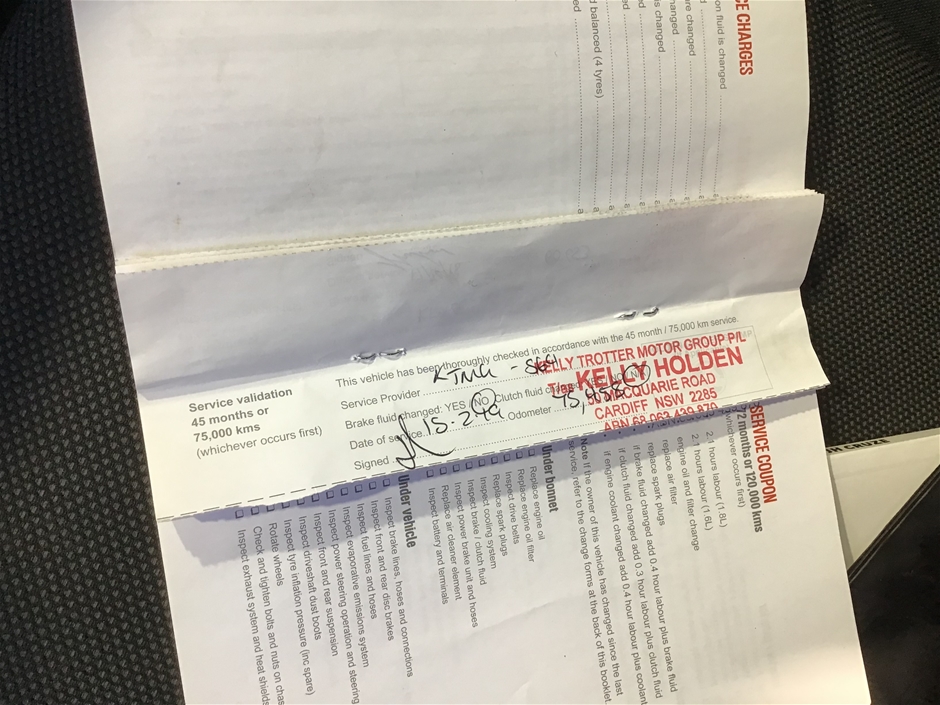 CE CHARGES
on fluid is changed
d
re changed
hanged
is changed
ed
d balanced (4 tyres)
ed
Service validation
45 months or
75,000 kms
(whichever occurs first)
This vehicle has been thoroughly checked in accordance with the 45 month / 75,000 km service.
Service Provider KTMG -
Brake fluid changed: YES / NO Clutch fluid
Date of service
Odometer
Signed
KELLY TROTTER MOTOR GROUP P/L
T/as KELLY HOLDEN
MACQUARIE ROAD
CARDIFF NSW 2285
SERVICE COUPON
72 months or 120,000 kms
(whichever occurs first)
2.1 hours labour (1.8L)
2.1 hours labour (1.6L)
engine oil and filter change
replace air filter
replace spark plugs
if brake fluid changed add 0.4 hour labour plus brake fluid
if clutch fluid changed add 0.3 hour labour plus clutch fluid
if engine coolant changed add 0.4 hour labour plus coolant
Note If the owner of this vehicle has changed since the last
service, refer to the change forms at the back of this booklet.
Under bonnet
Replace engine oil
Replace engine oil filter
Inspect drive belts
Replace spark plugs
Inspect cooling system
Inspect brake / clutch fluid
Inspect power brake unit and hoses
Replace air cleaner element
Inspect battery and terminals
Under vehicle
Inspect brake lines, hoses and connections
Inspect front and rear disc brakes
Inspect fuel lines and hoses
Inspect evaporative emissions system
Inspect power steering operation and steering
Inspect front and rear suspension
Inspect driveshaft dust boots
Inspect tyre inflation pressure (inc spare)
Rotate wheels
Check and tighten bolts and nuts on chas
Inspect exhaust system and heat shields
CRUZE